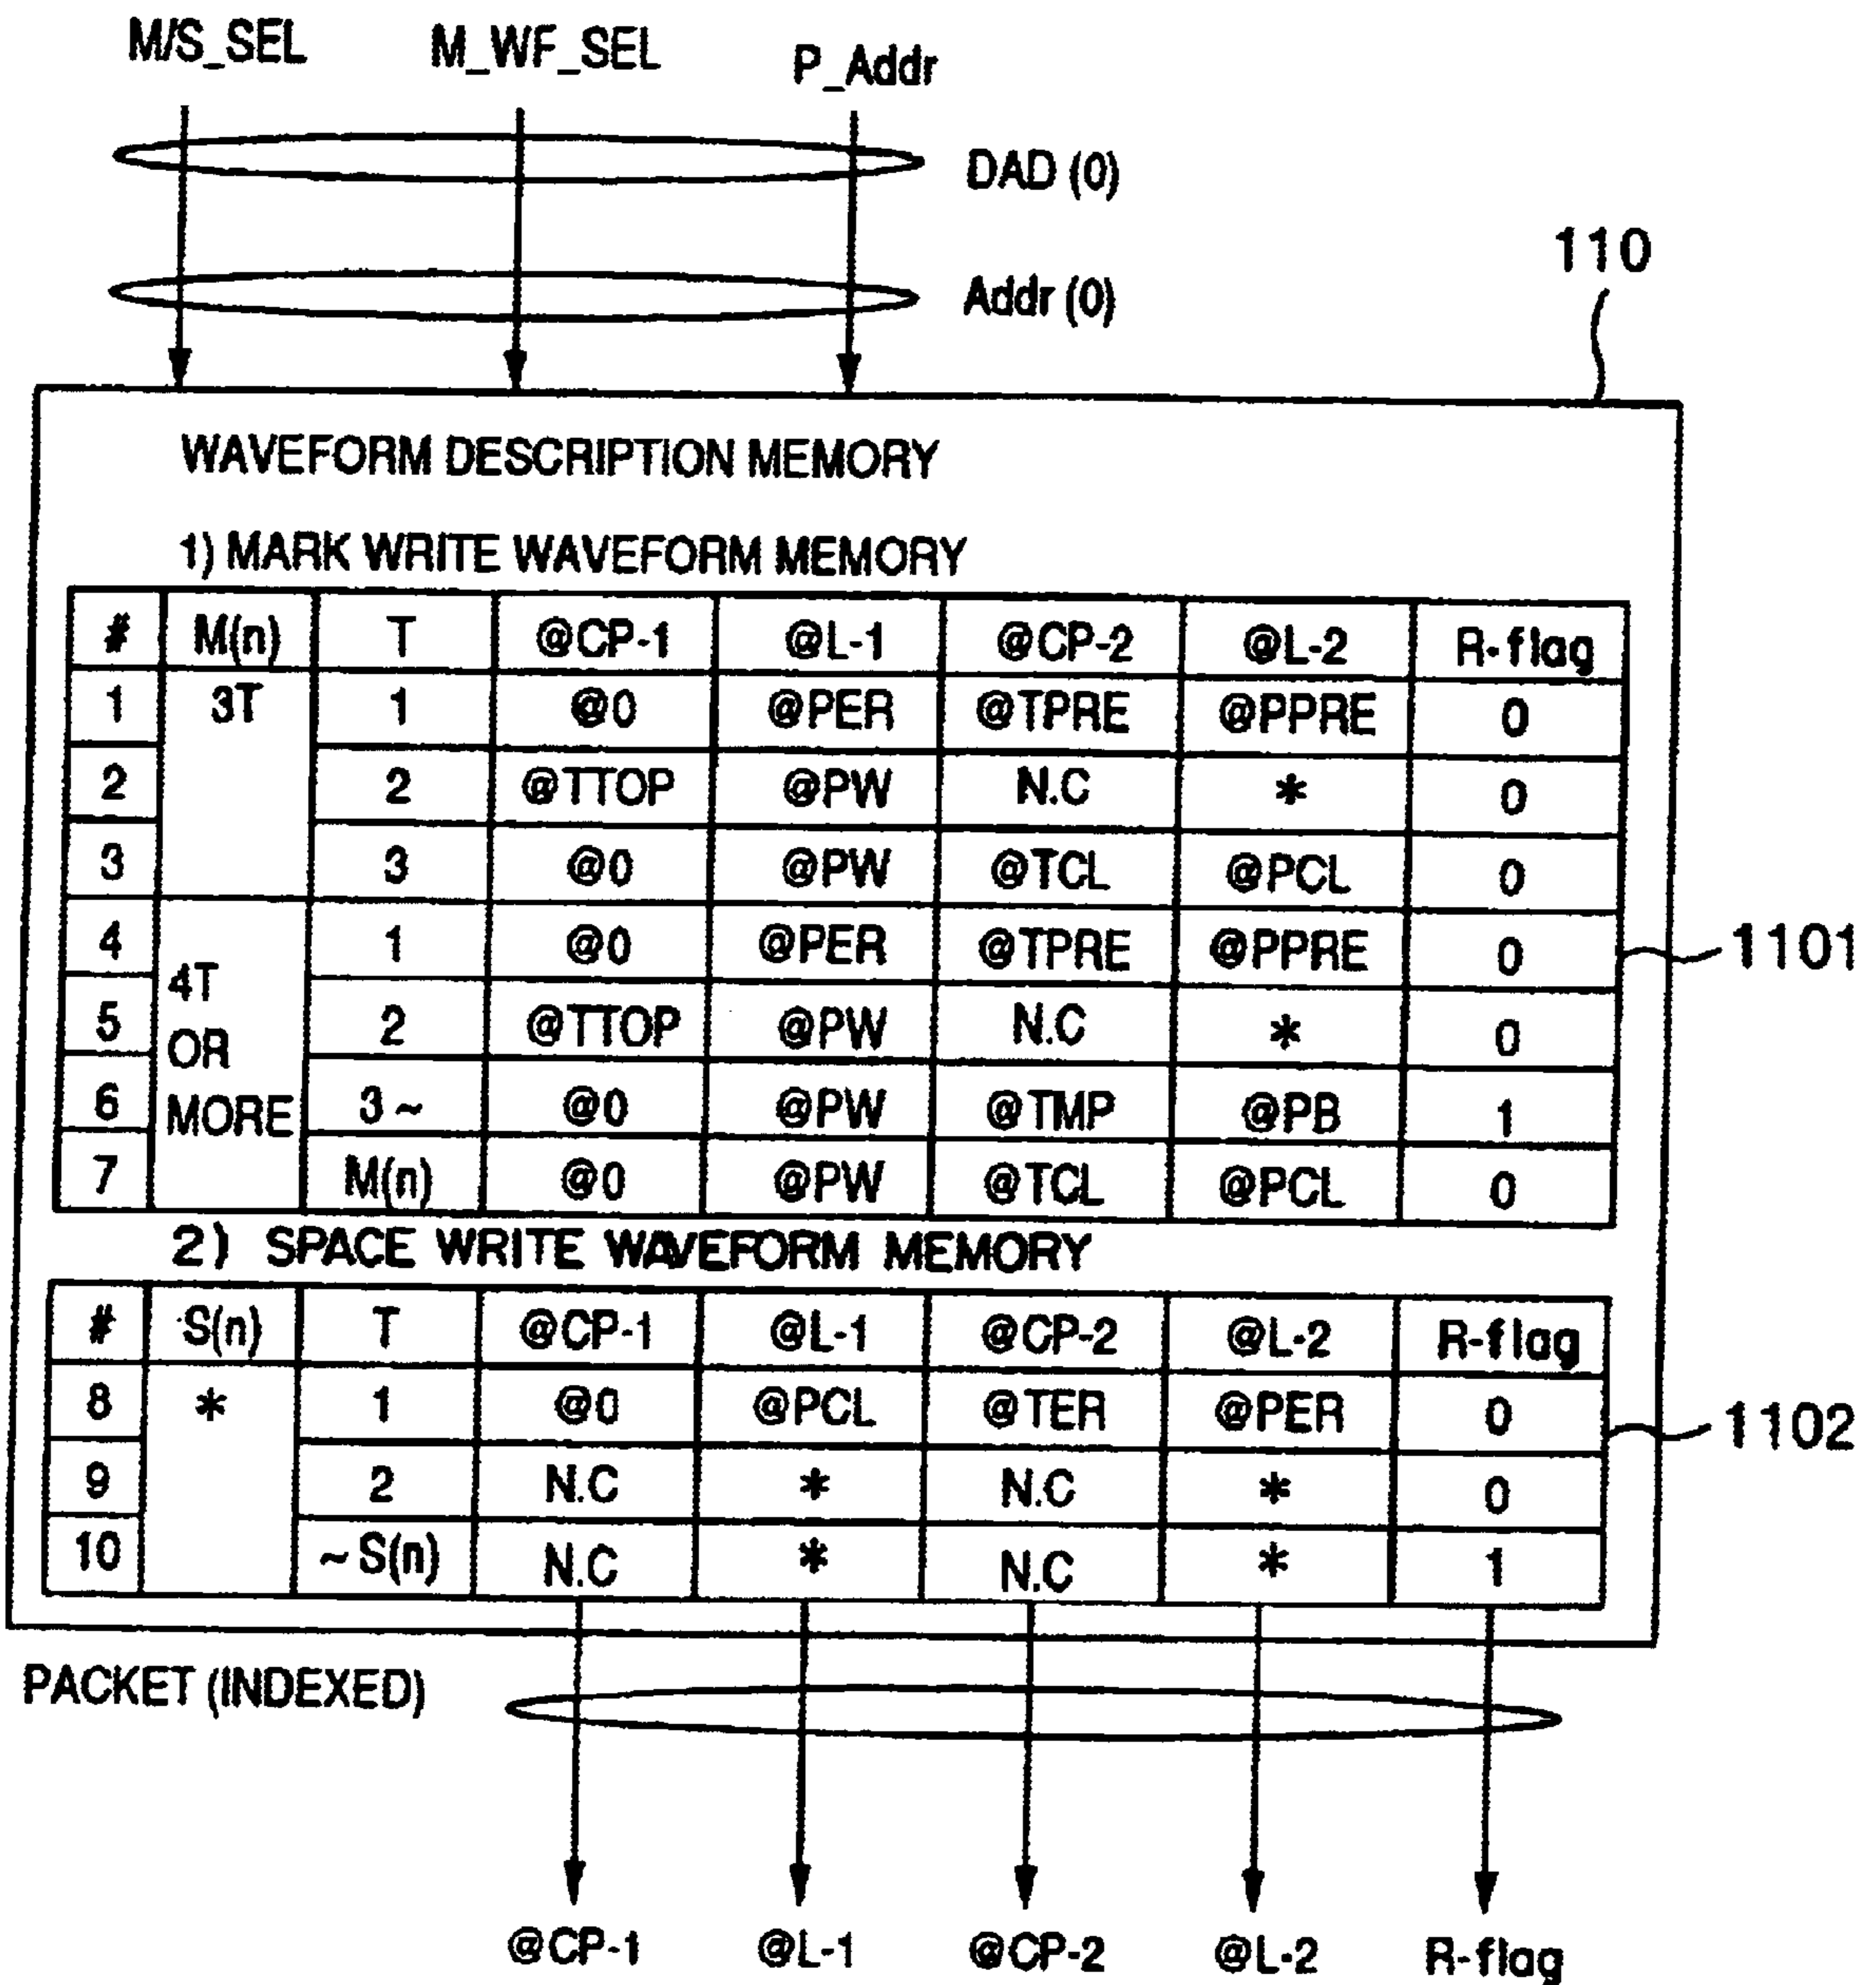 M/S_SEL M_WF_SEL P_Addr
DAD (0)
Addr (0)
110
WAVEFORM DESCRIPTION MEMORY
1) MARK WRITE WAVEFORM MEMORY
# M(n) T @CP-1 @L-1 @CP-2 @L-2 R-flag
1 3T 1 @0 @PER @TPRE @PPRE 0
2 2 @TTOP @PW N.C * 0
3 3 @0 @PW @TCL @PCL 0
4 4T OR MORE 1 @0 @PER @TPRE @PPRE 0
5 2 @TTOP @PW N.C * 0
6 3~ @0 @PW @TMP @PB 1
7 M(n) @0 @PW @TCL @PCL 0
1101
2) SPACE WRITE WAVEFORM MEMORY
# S(n) T @CP-1 @L-1 @CP-2 @L-2 R-flag
8 * 1 @0 @PCL @TER @PER 0
9 2 N.C * N.C * 0
10 ~S(n) N.C * N.C * 1
1102
PACKET (INDEXED)
@CP-1 @L-1 @CP-2 @L-2 R-flag